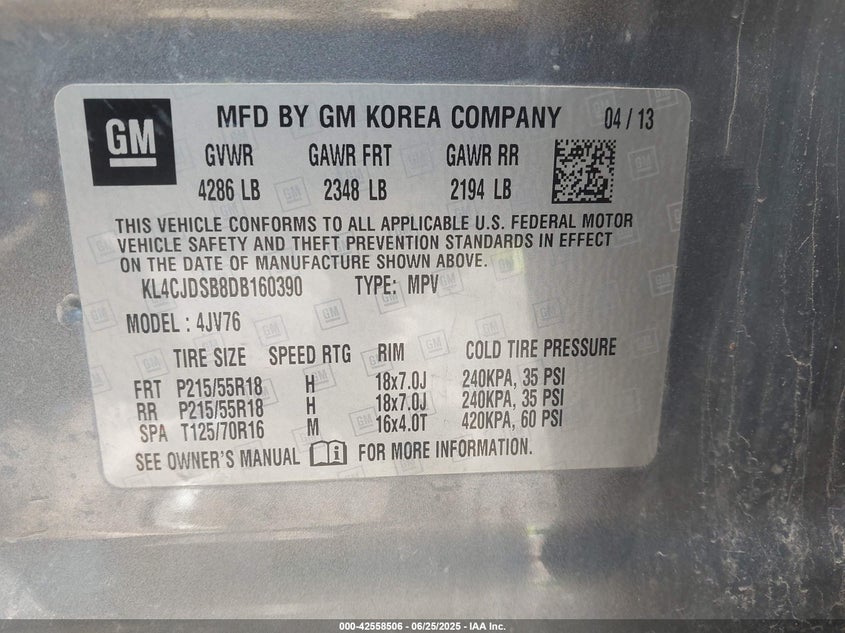 GM
MFD BY GM KOREA COMPANY 04 / 13
GVWR GAWR FRT GAWR RR
4286 LB 2348 LB 2194 LB
THIS VEHICLE CONFORMS TO ALL APPLICABLE U.S. FEDERAL MOTOR
VEHICLE SAFETY AND THEFT PREVENTION STANDARDS IN EFFECT
ON THE DATE OF MANUFACTURE SHOWN ABOVE.
KL4CJDSB8DB160390 TYPE: MPV
MODEL : 4JV76
TIRE SIZE SPEED RTG RIM COLD TIRE PRESSURE
FRT P215/55R18 H 18x7.0J 240KPA, 35 PSI
RR P215/55R18 H 18x7.0J 240KPA, 35 PSI
SPA T125/70R16 M 16x4.0T 420KPA, 60 PSI
SEE OWNER'S MANUAL i FOR MORE INFORMATION.
000-42558506 - 06/25/2025 - IAA Inc.